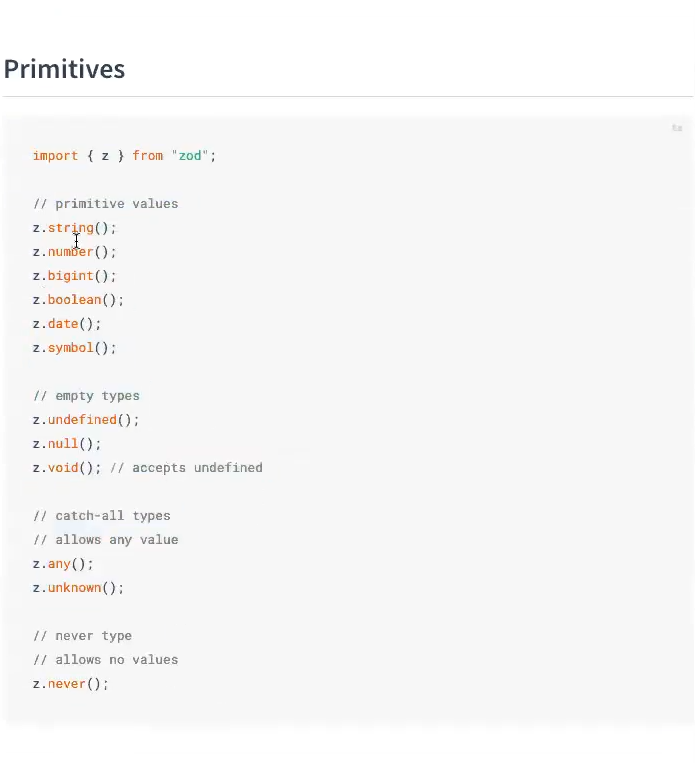 Primitives
import { z } from "zod";
// primitive values
z.string();
z.number();
z.bigint();
z.boolean();
z.date();
z.symbol();
// empty types
z.undefined();
z.null();
z.void(); // accepts undefined
// catch-all types
// allows any value
z.any();
z.unknown();
// never type
// allows no values
z.never();